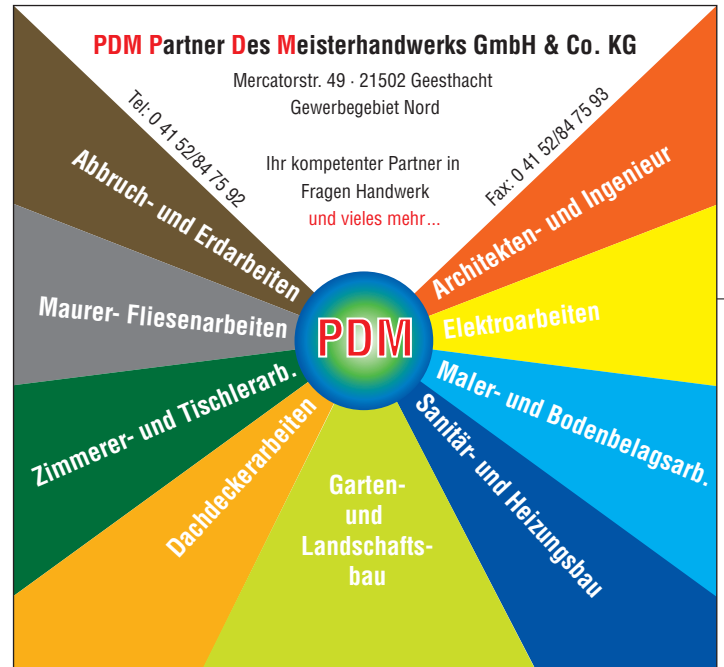 PDM Partner Des Meisterhandwerks GmbH & Co. KG
Mercatorstr. 49 · 21502 Geesthacht
Gewerbegebiet Nord
Tel: 0 41 52/84 75 92
Fax: 0 41 52/84 75 93
Ihr kompetenter Partner in
Fragen Handwerk
und vieles mehr...
Abbruch- und Erdarbeiten
Architekten- und Ingenieur
Maurer- Fliesenarbeiten
PDM
Elektroarbeiten
Zimmerer- und Tischlerarb.
Maler- und Bodenbelagsarb.
Dachdeckerarbeiten
Sanitär- und Heizungsbau
Garten-
und
Landschafts-
bau